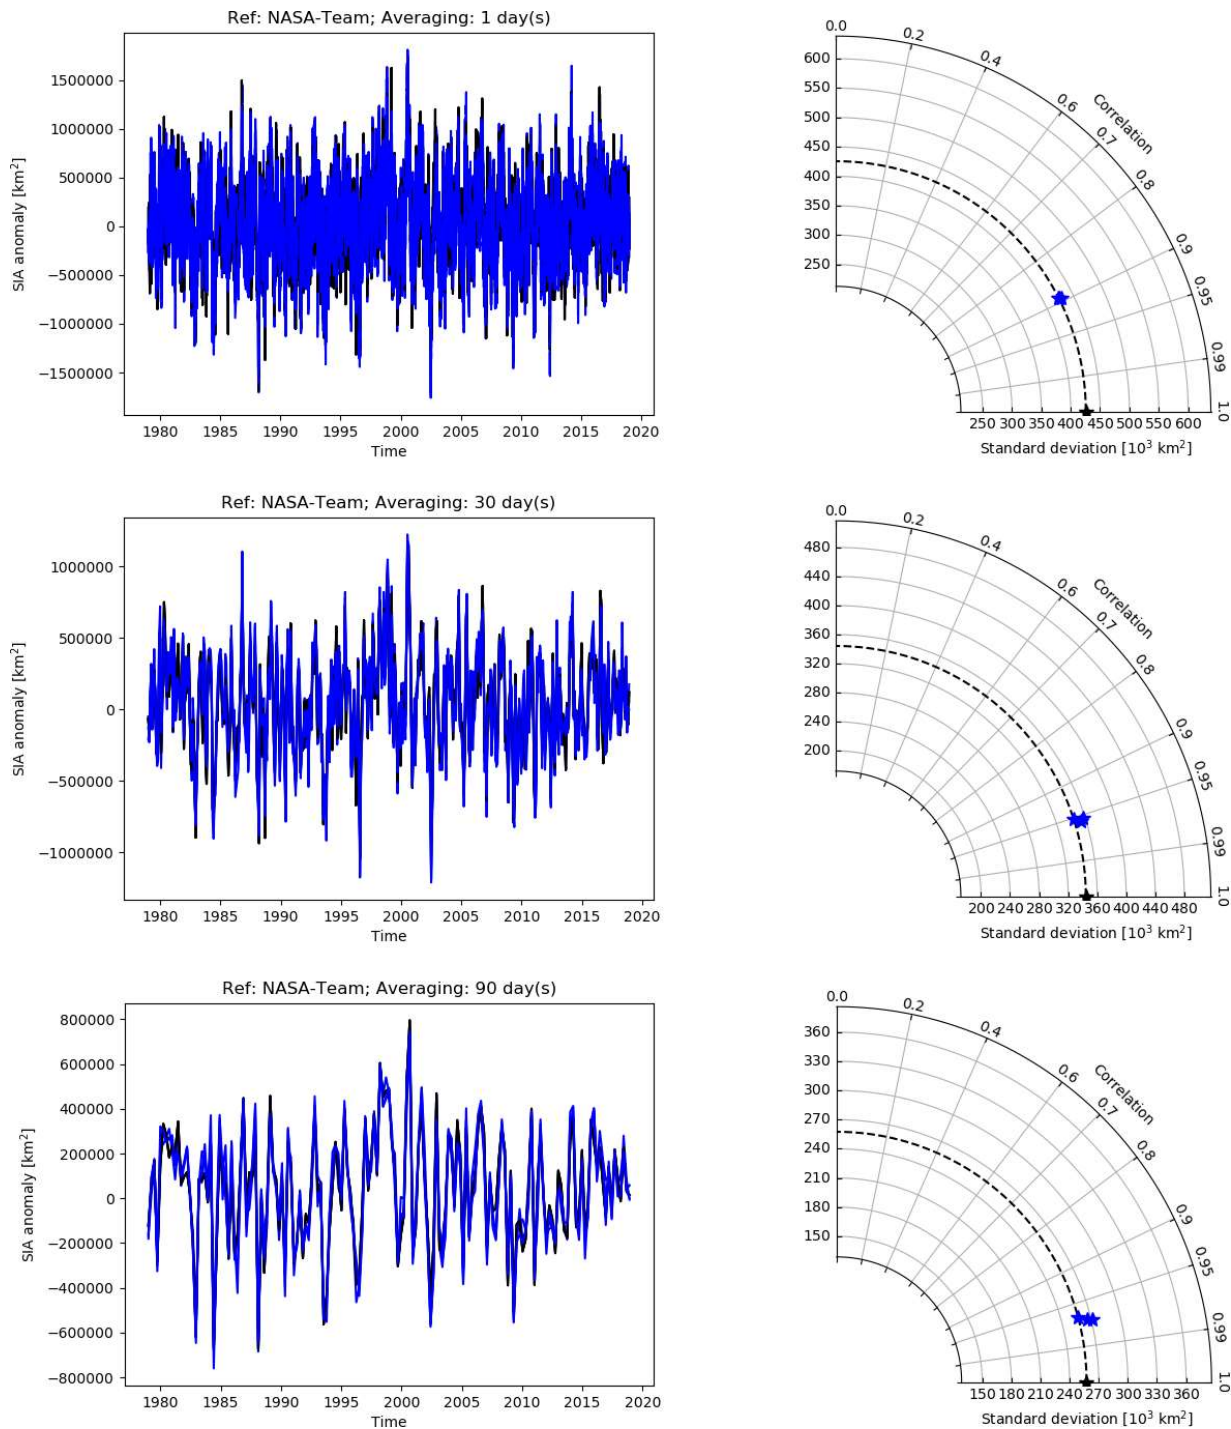 Ref: NASA-Team; Averaging: 1 day(s)
SIA anomaly [km²]
1500000
1000000
500000
0
−500000
−1000000
−1500000
1980 1985 1990 1995 2000 2005 2010 2015 2020
Time
0.0 0.2 0.4 0.6 0.7 0.8 0.9 0.95 0.99 1.0
Correlation
600
550
500
450
400
350
300
250
250 300 350 400 450 500 550 600
Standard deviation [10³ km²]
Ref: NASA-Team; Averaging: 30 day(s)
SIA anomaly [km²]
1000000
500000
0
−500000
−1000000
1980 1985 1990 1995 2000 2005 2010 2015 2020
Time
0.0 0.2 0.4 0.6 0.7 0.8 0.9 0.95 0.99 1.0
Correlation
480
440
400
360
320
280
240
200
200 240 280 320 360 400 440 480
Standard deviation [10³ km²]
Ref: NASA-Team; Averaging: 90 day(s)
SIA anomaly [km²]
800000
600000
400000
200000
0
−200000
−400000
−600000
−800000
1980 1985 1990 1995 2000 2005 2010 2015 2020
Time
0.0 0.2 0.4 0.6 0.7 0.8 0.9 0.95 0.99 1.0
Correlation
360
330
300
270
240
210
180
150
150 180 210 240 270 300 330 360
Standard deviation [10³ km²]